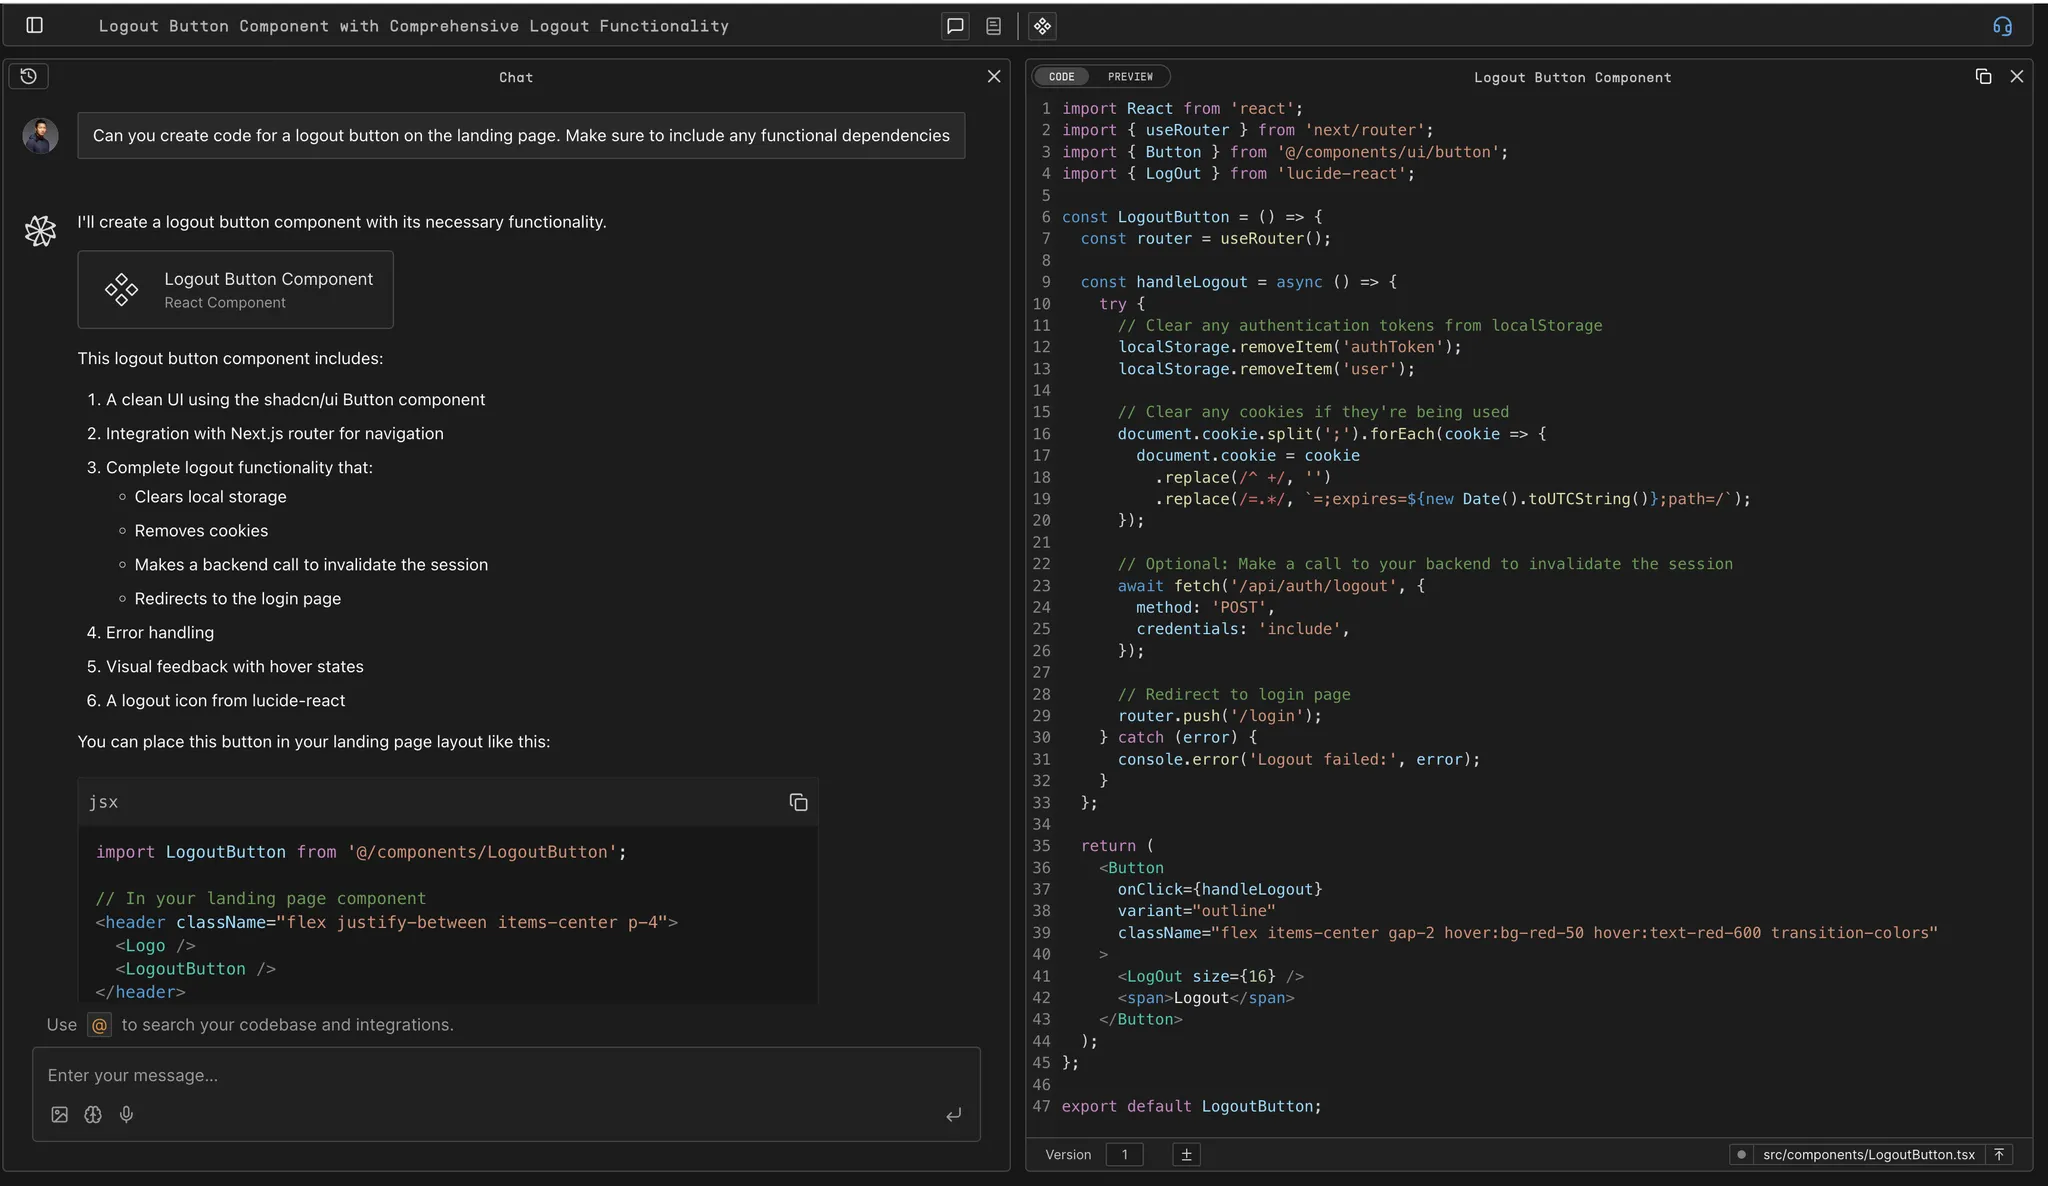 Logout Button Component with Comprehensive Logout Functionality
Chat
Can you create code for a logout button on the landing page. Make sure to include any functional dependencies
I'll create a logout button component with its necessary functionality.
Logout Button Component
React Component
This logout button component includes:
1. A clean UI using the shadcn/ui Button component
2. Integration with Next.js router for navigation
3. Complete logout functionality that:
Clears local storage
Removes cookies
Makes a backend call to invalidate the session
Redirects to the login page
4. Error handling
5. Visual feedback with hover states
6. A logout icon from lucide-react
You can place this button in your landing page layout like this:
jsx
import LogoutButton from '@/components/LogoutButton';
// In your landing page component
<header className="flex justify-between items-center p-4">
<Logo />
<LogoutButton />
</header>
Use @ to search your codebase and integrations.
Enter your message...
CODE PREVIEW
Logout Button Component
1 import React from 'react';
2 import { useRouter } from 'next/router';
3 import { Button } from '@/components/ui/button';
4 import { LogOut } from 'lucide-react';
5
6 const LogoutButton = () => {
7 const router = useRouter();
8
9 const handleLogout = async () => {
10 try {
11 // Clear any authentication tokens from localStorage
12 localStorage.removeItem('authToken');
13 localStorage.removeItem('user');
14
15 // Clear any cookies if they're being used
16 document.cookie.split(';').forEach(cookie => {
17 document.cookie = cookie
18 .replace(/^ +/, '')
19 .replace(/=.*/, `=;expires=${new Date().toUTCString()};path=/`);
20 });
21
22 // Optional: Make a call to your backend to invalidate the session
23 await fetch('/api/auth/logout', {
24 method: 'POST',
25 credentials: 'include',
26 });
27
28 // Redirect to login page
29 router.push('/login');
30 } catch (error) {
31 console.error('Logout failed:', error);
32 }
33 };
34
35 return (
36 <Button
37 onClick={handleLogout}
38 variant="outline"
39 className="flex items-center gap-2 hover:bg-red-50 hover:text-red-600 transition-colors"
40 >
41 <LogOut size={16} />
42 <span>Logout</span>
43 </Button>
44 );
45 };
46
47 export default LogoutButton;
Version 1 ±
src/components/LogoutButton.tsx